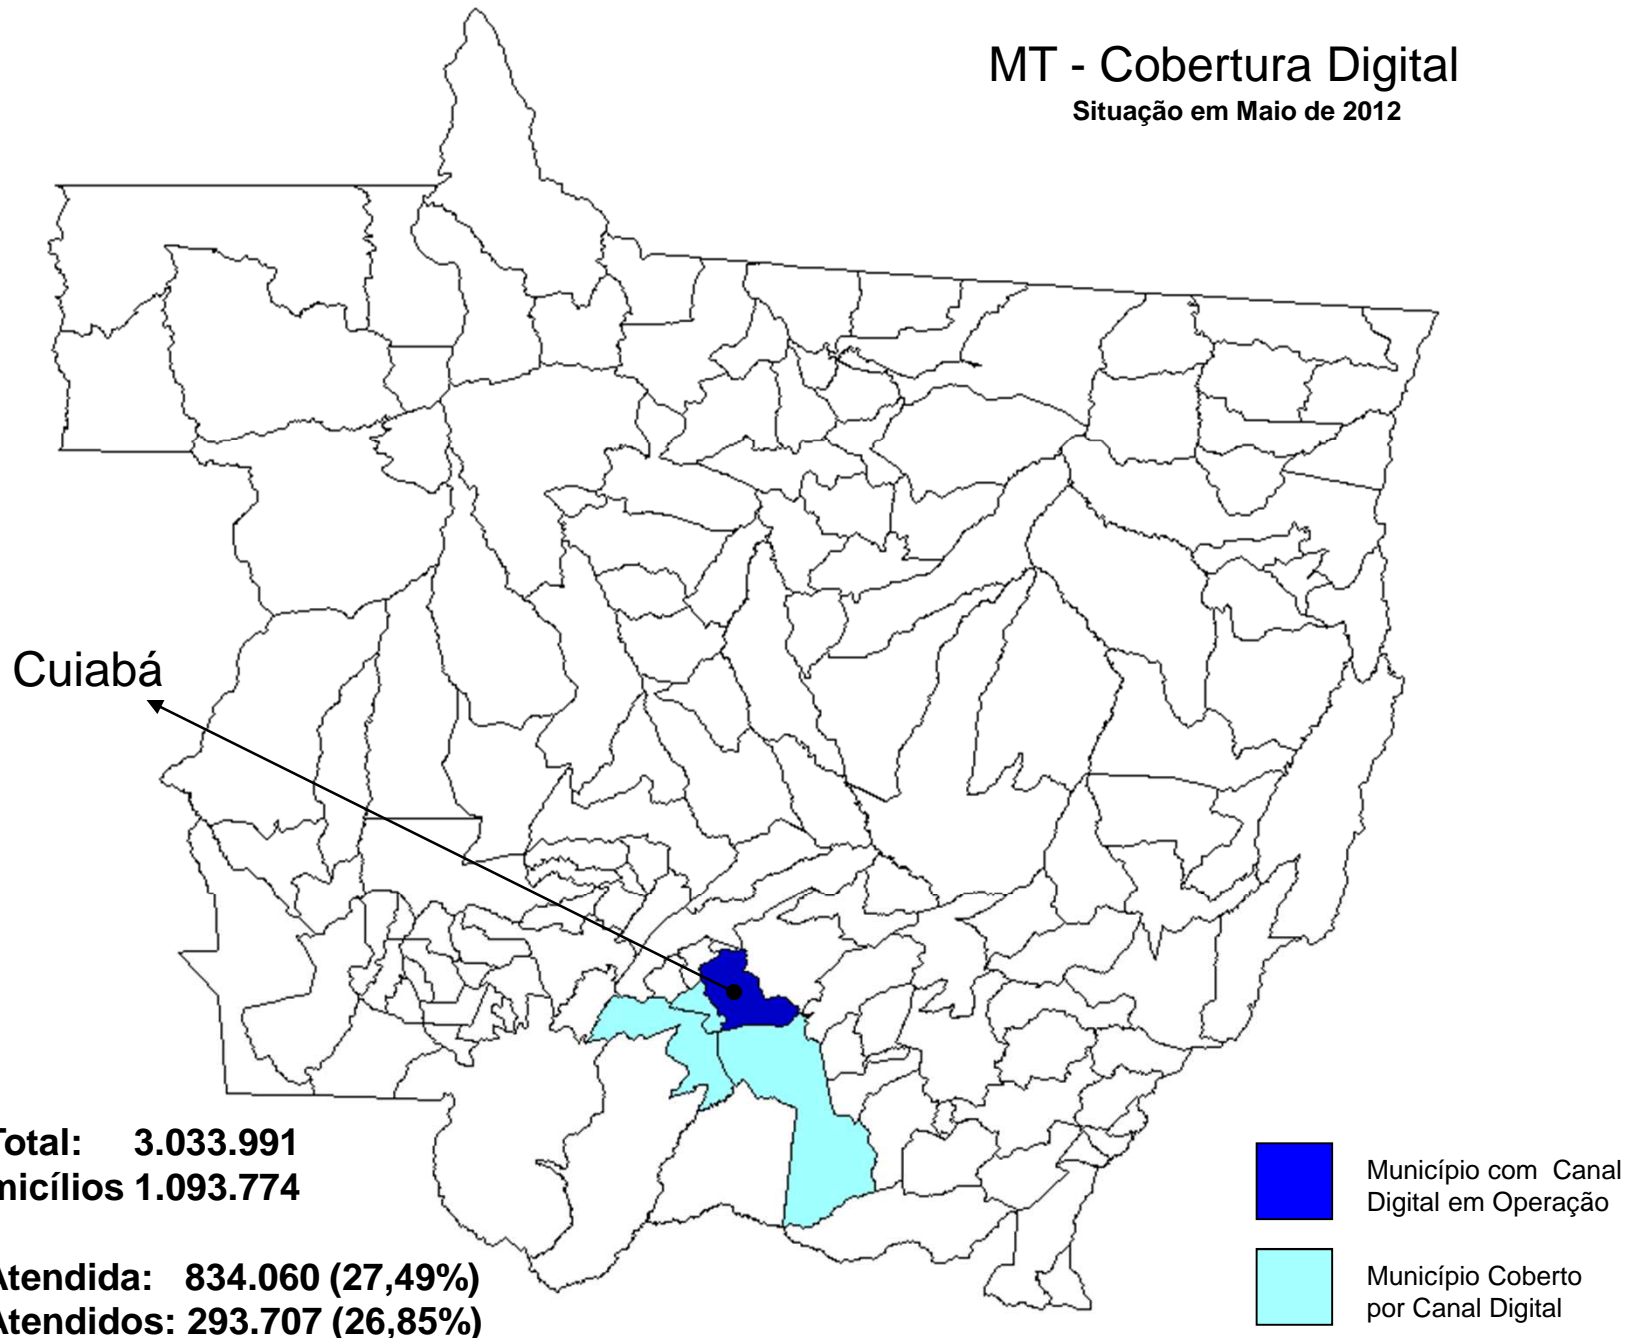 MT - Cobertura Digital
Situação em Maio de 2012
Cuiabá
Total: 3.033.991
micílios 1.093.774
Atendida: 834.060 (27,49%)
Atendidos: 293.707 (26,85%)
Município com Canal
Digital em Operação
Município Coberto
por Canal Digital